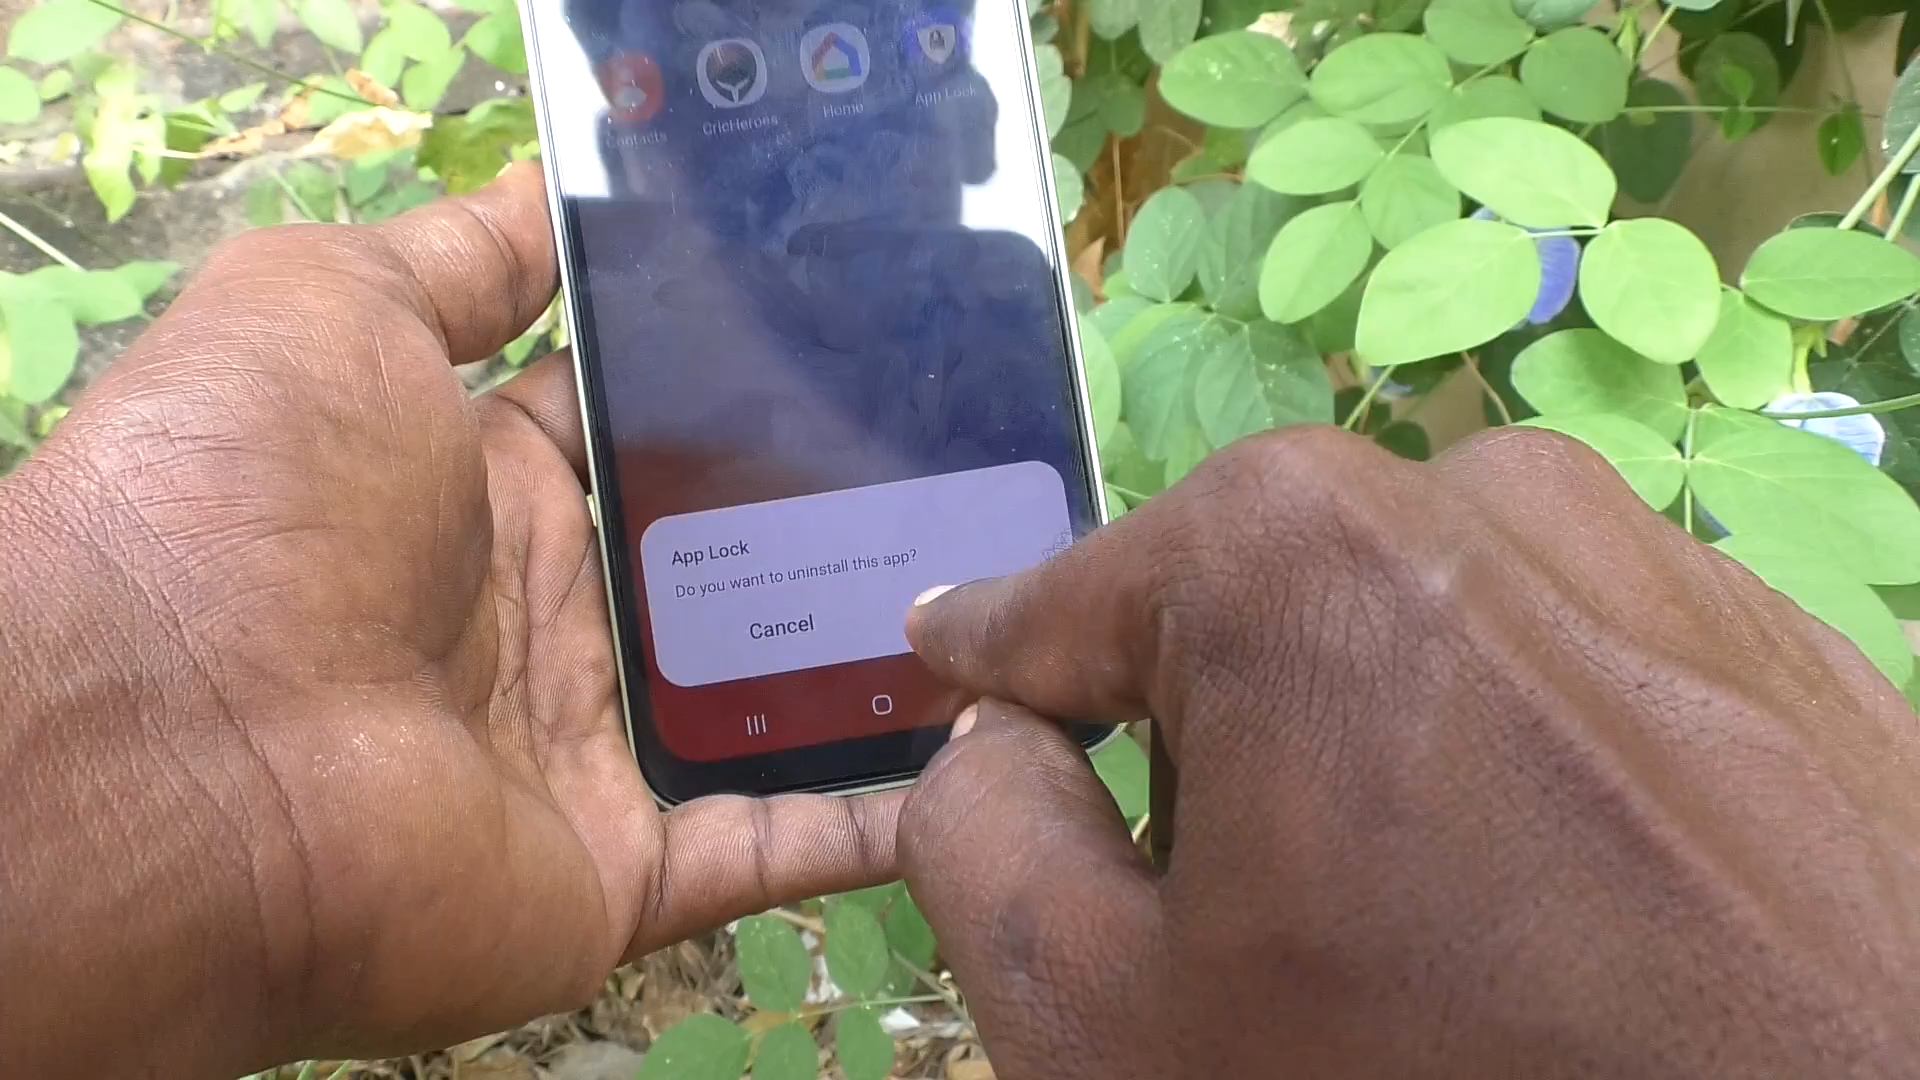 Contacts
CricHeroes
Home
App Lock
App Lock
Do you want to uninstall this app?
Cancel